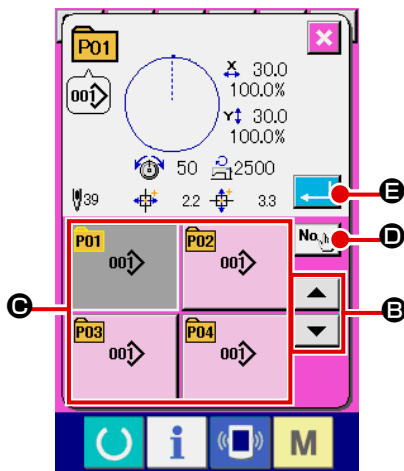 P01
001
X 30.0
100.0%
Y 30.0
100.0%
50 2500
39 2.2 3.3
E
No.
D
P01 P02
001 001
B
C
P03 P04
001 001
i M